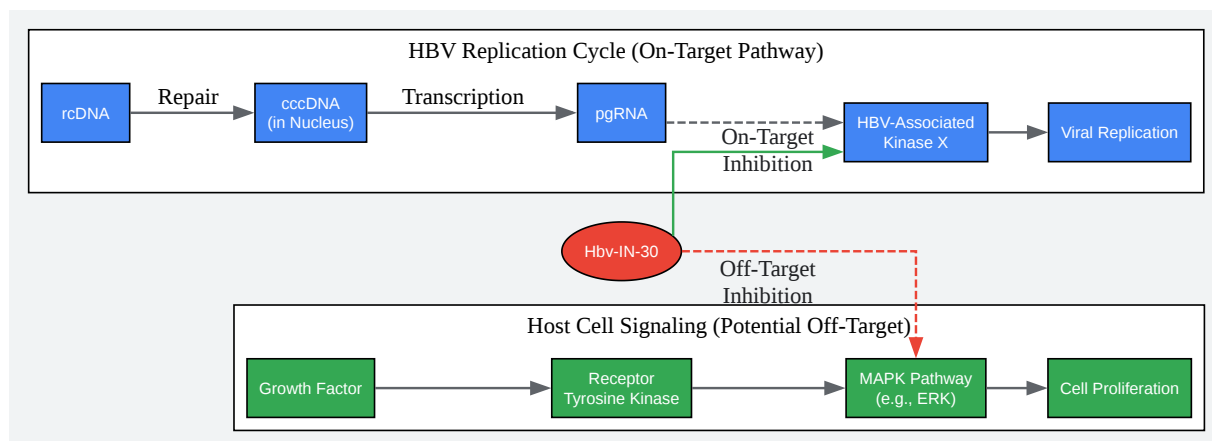 HBV Replication Cycle (On-Target Pathway)
rcDNA
Repair
cccDNA
(in Nucleus)
Transcription
pgRNA
On-Target
Inhibition
HBV-Associated
Kinase X
Viral Replication
Hbv-IN-30
Off-Target
Inhibition
Host Cell Signaling (Potential Off-Target)
Growth Factor
Receptor
Tyrosine Kinase
MAPK Pathway
(e.g., ERK)
Cell Proliferation